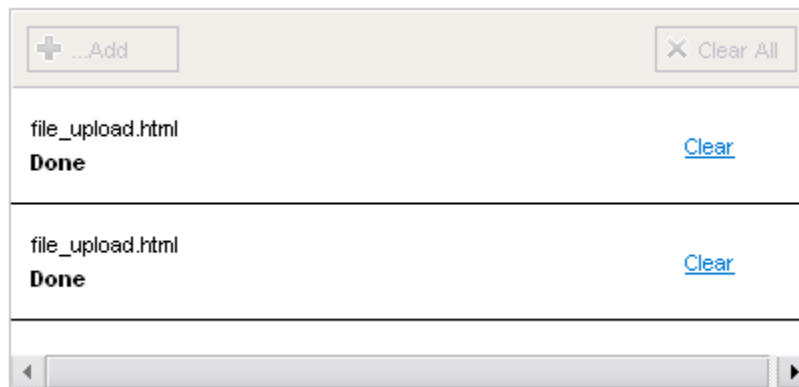 ...Add
Clear All
file_upload.html
Done
Clear
file_upload.html
Done
Clear